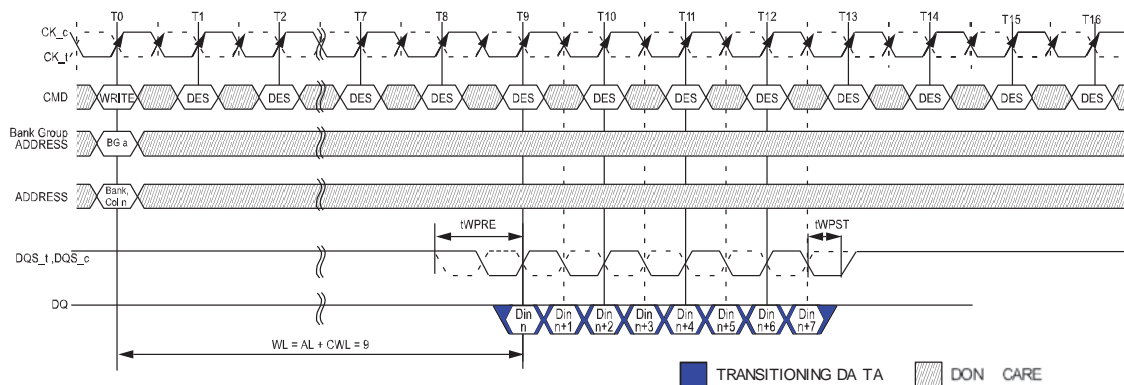 T0 T1 T2 T7 T8 T9 T10 T11 T12 T13 T14 T15 T16
CK_c
CK_t
CMD WRITE DES DES DES DES DES DES DES DES DES DES DES DES
Bank Group
ADDRESS BG a
ADDRESS Bank,
Col n
tWPRE tWPST
DQS_t ,DQS_c
DQ Din Din Din Din Din Din Din Din
n n+1 n+2 n+3 n+4 n+5 n+6 n+7
WL = AL + CWL = 9
TRANSITIONING DA TA DON CARE